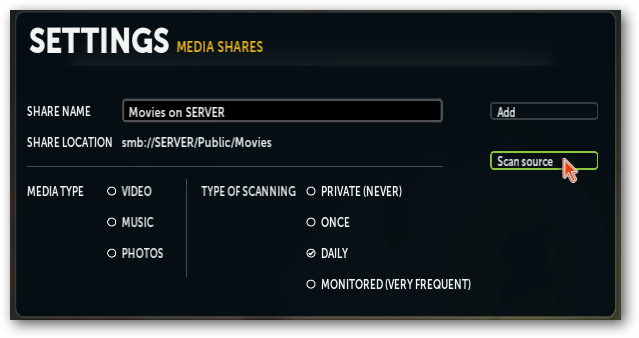 SETTINGS MEDIA SHARES
SHARE NAME Movies on SERVER Add
SHARE LOCATION smb://SERVER/Public/Movies
Scan source
MEDIA TYPE VIDEO TYPE OF SCANNING PRIVATE (NEVER)
MUSIC ONCE
PHOTOS DAILY
MONITORED (VERY FREQUENT)